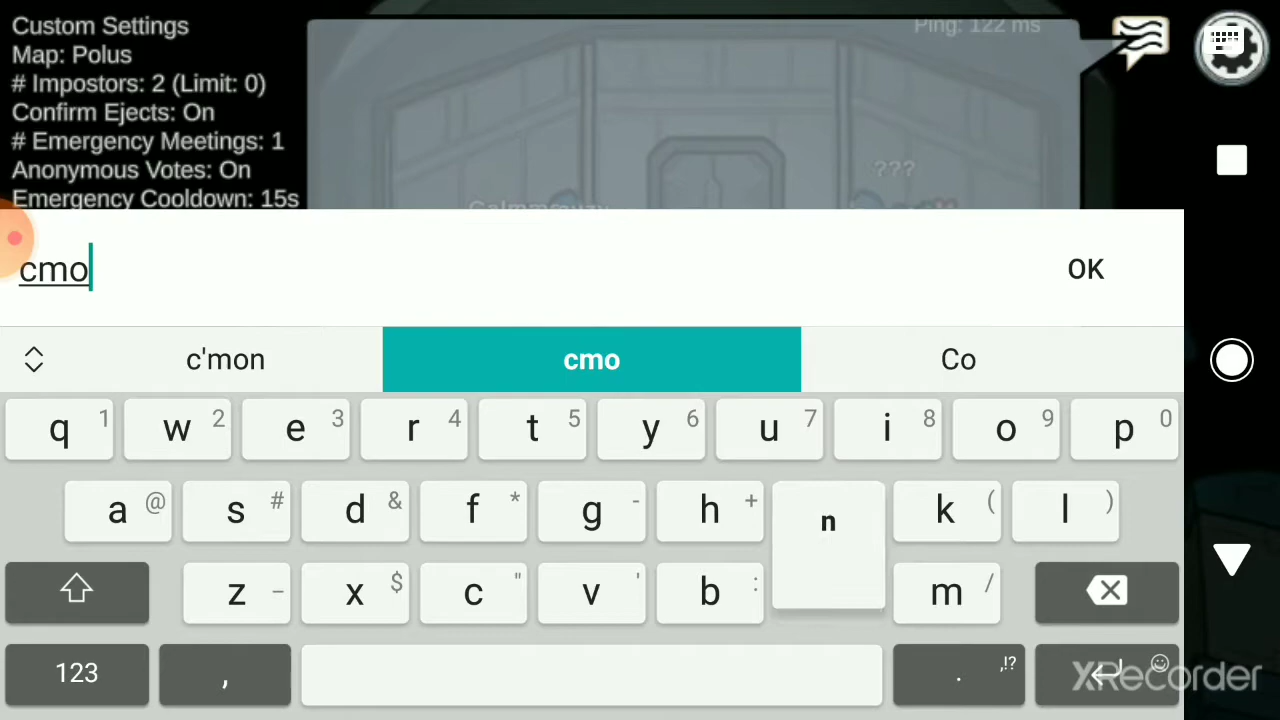 Custom Settings
Map: Polus
# Impostors: 2 (Limit: 0)
Confirm Ejects: On
# Emergency Meetings: 1
Anonymous Votes: On
Emergency Cooldown: 15s
Ping: 122 ms
???
cmo
OK
c'mon cmo Co
q 1 w 2 e 3 r 4 t 5 y 6 u 7 i 8 o 9 p 0
a @ s # d & f * g - h + k ( l )
n
z _ x $ c " v ' b : m /
123 , . ,!?
XRecorder